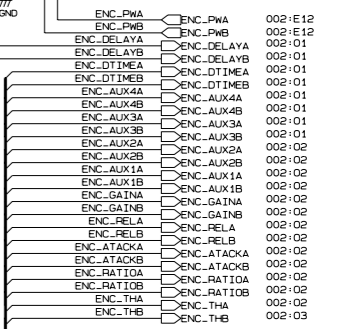 GND
ENC_PWA ENC_PWA 002:E12
ENC_PWB ENC_PWB 002:E12
ENC_DELAYA ENC_DELAYA 002:01
ENC_DELAYB ENC_DELAYB 002:01
ENC_DTIMEA ENC_DTIMEA 002:01
ENC_DTIMEB ENC_DTIMEB 002:01
ENC_AUX4A ENC_AUX4A 002:01
ENC_AUX4B ENC_AUX4B 002:01
ENC_AUX3A ENC_AUX3A 002:01
ENC_AUX3B ENC_AUX3B 002:01
ENC_AUX2A ENC_AUX2A 002:02
ENC_AUX2B ENC_AUX2B 002:02
ENC_AUX1A ENC_AUX1A 002:02
ENC_AUX1B ENC_AUX1B 002:02
ENC_GAINA ENC_GAINA 002:02
ENC_GAINB ENC_GAINB 002:02
ENC_RELA ENC_RELA 002:02
ENC_RELB ENC_RELB 002:02
ENC_ATACKA ENC_ATACKA 002:02
ENC_ATACKB ENC_ATACKB 002:02
ENC_RATIOA ENC_RATIOA 002:02
ENC_RATIOB ENC_RATIOB 002:02
ENC_THA ENC_THA 002:02
ENC_THB ENC_THB 002:03